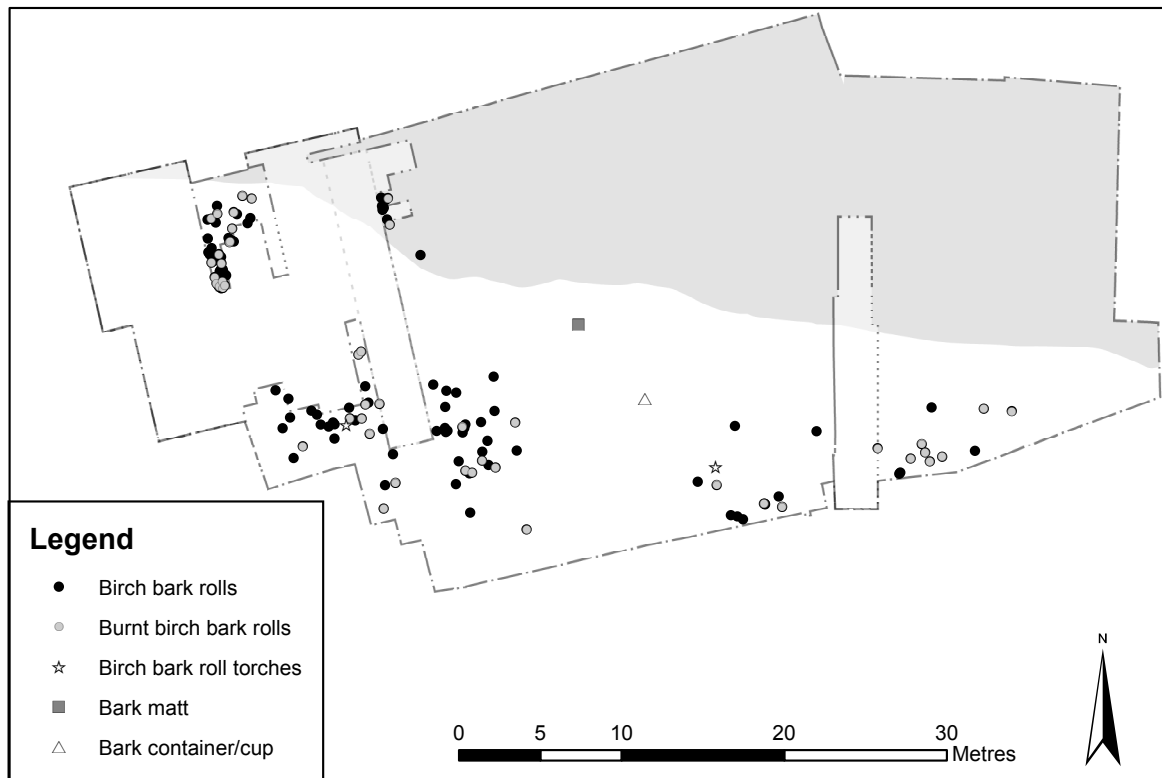 Legend
Birch bark rolls
Burnt birch bark rolls
Birch bark roll torches
Bark matt
Bark container/cup
0 5 10 20 30
Metres
N